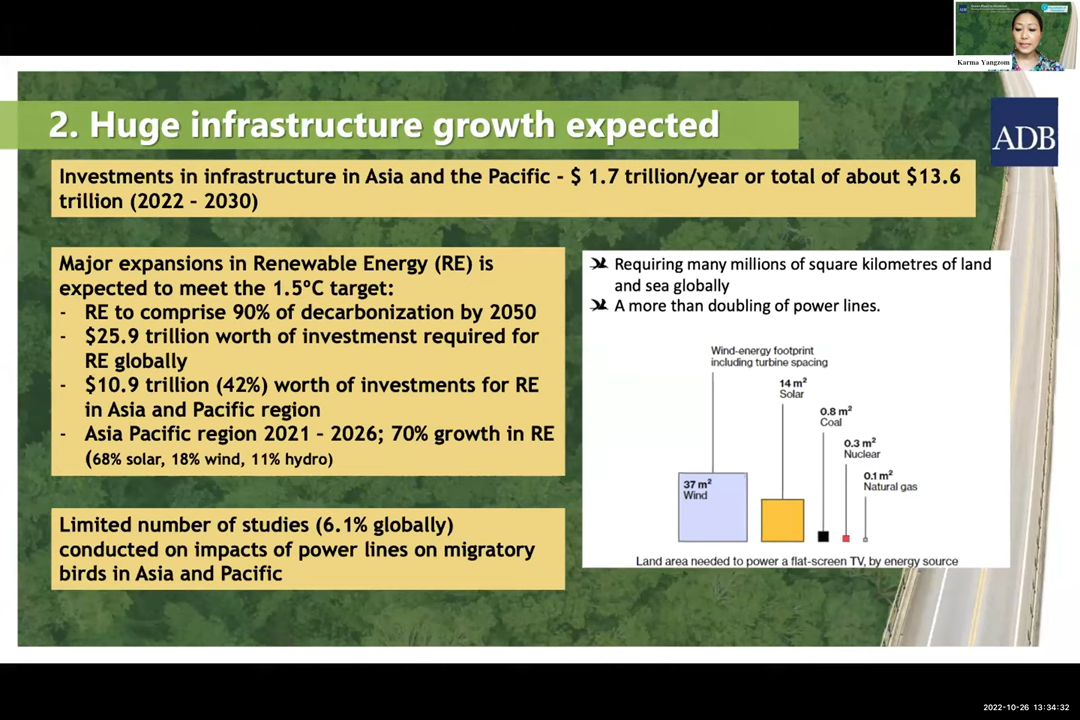 Karma Yangzom
ADB
2. Huge infrastructure growth expected
ADB
Investments in infrastructure in Asia and the Pacific - $ 1.7 trillion/year or total of about $13.6
trillion (2022 - 2030)
Major expansions in Renewable Energy (RE) is
expected to meet the 1.5°C target:
- RE to comprise 90% of decarbonization by 2050
- $25.9 trillion worth of investmenst required for
RE globally
- $10.9 trillion (42%) worth of investments for RE
in Asia and Pacific region
- Asia Pacific region 2021 - 2026; 70% growth in RE
(68% solar, 18% wind, 11% hydro)
Limited number of studies (6.1% globally)
conducted on impacts of power lines on migratory
birds in Asia and Pacific
Requiring many millions of square kilometres of land
and sea globally
A more than doubling of power lines.
Wind-energy footprint
including turbine spacing
14 m²
Solar
0.8 m²
Coal
0.3 m²
Nuclear
0.1 m²
Natural gas
37 m²
Wind
Land area needed to power a flat-screen TV, by energy source
2022-10-26 13:34:32